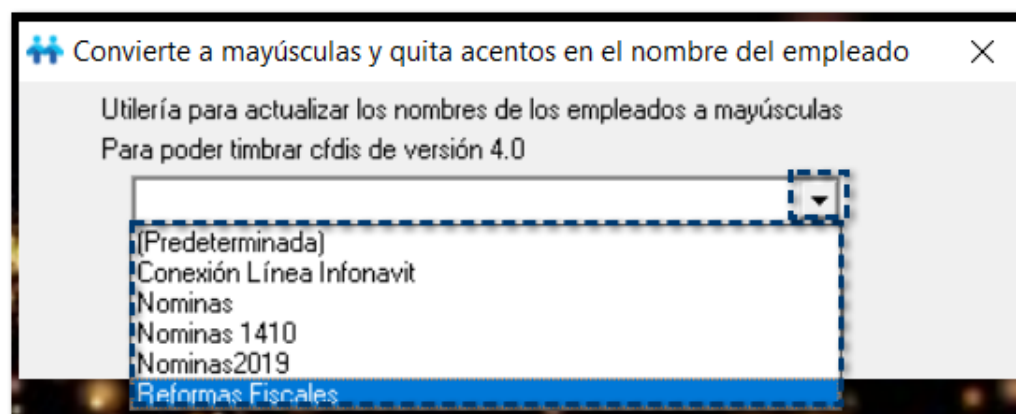 Convierte a mayúsculas y quita acentos en el nombre del empleado
Utilería para actualizar los nombres de los empleados a mayúsculas
Para poder timbrar cfdis de versión 4.0
(Predeterminada)
Conexión Línea Infonavit
Nominas
Nominas 1410
Nominas2019
Reformas Fiscales